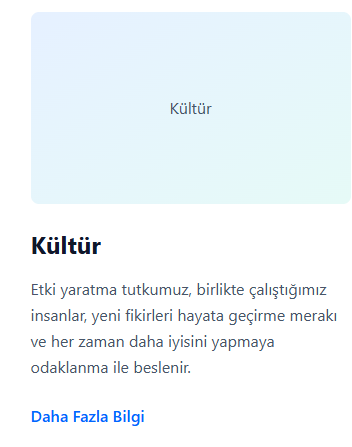 Kültür
Kültür
Etki yaratma tutkumuz, birlikte çalıştığımız
insanlar, yeni fikirleri hayata geçirme merakı
ve her zaman daha iyisini yapmaya
odaklanma ile beslenir.
Daha Fazla Bilgi